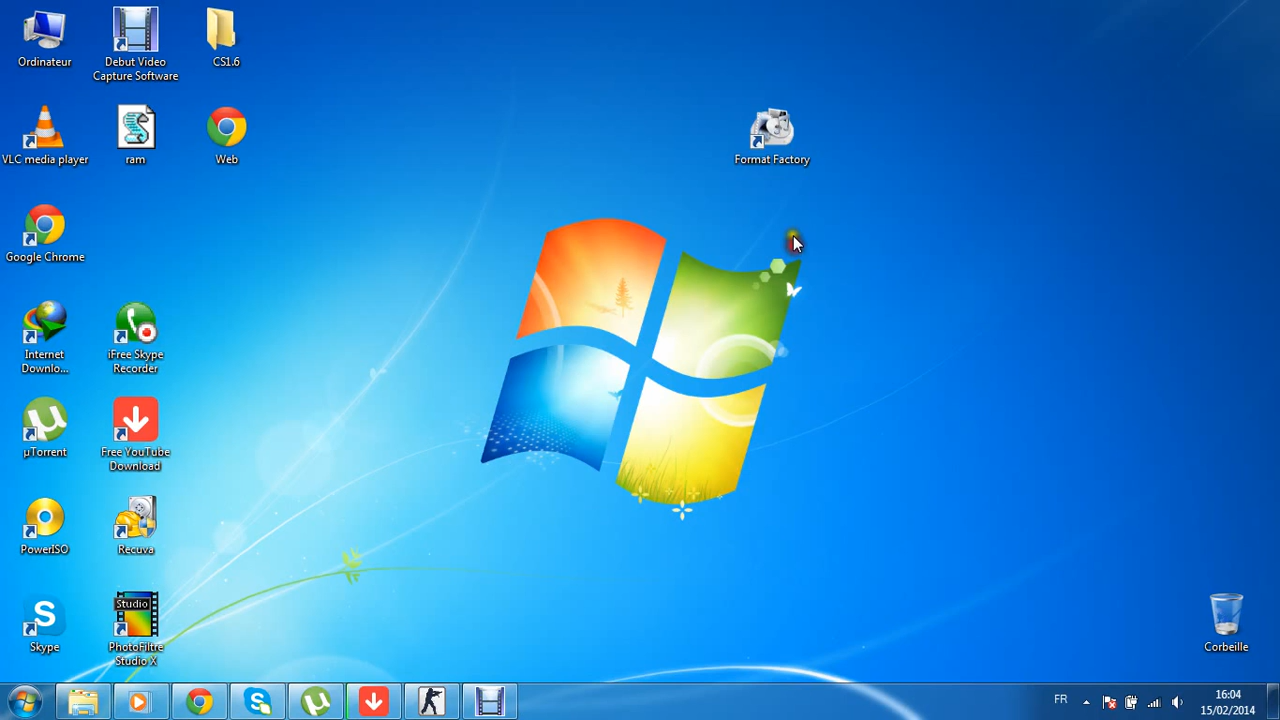 Ordinateur
Debut Video
Capture Software
CS1.6
VLC media player
ram
Web
Format Factory
Google Chrome
Internet
Downlo...
iFree Skype
Recorder
µTorrent
Free YouTube
Download
PowerISO
Recuva
Skype
Studio
PhotoFiltre
Studio X
Corbeille
FR
16:04
15/02/2014